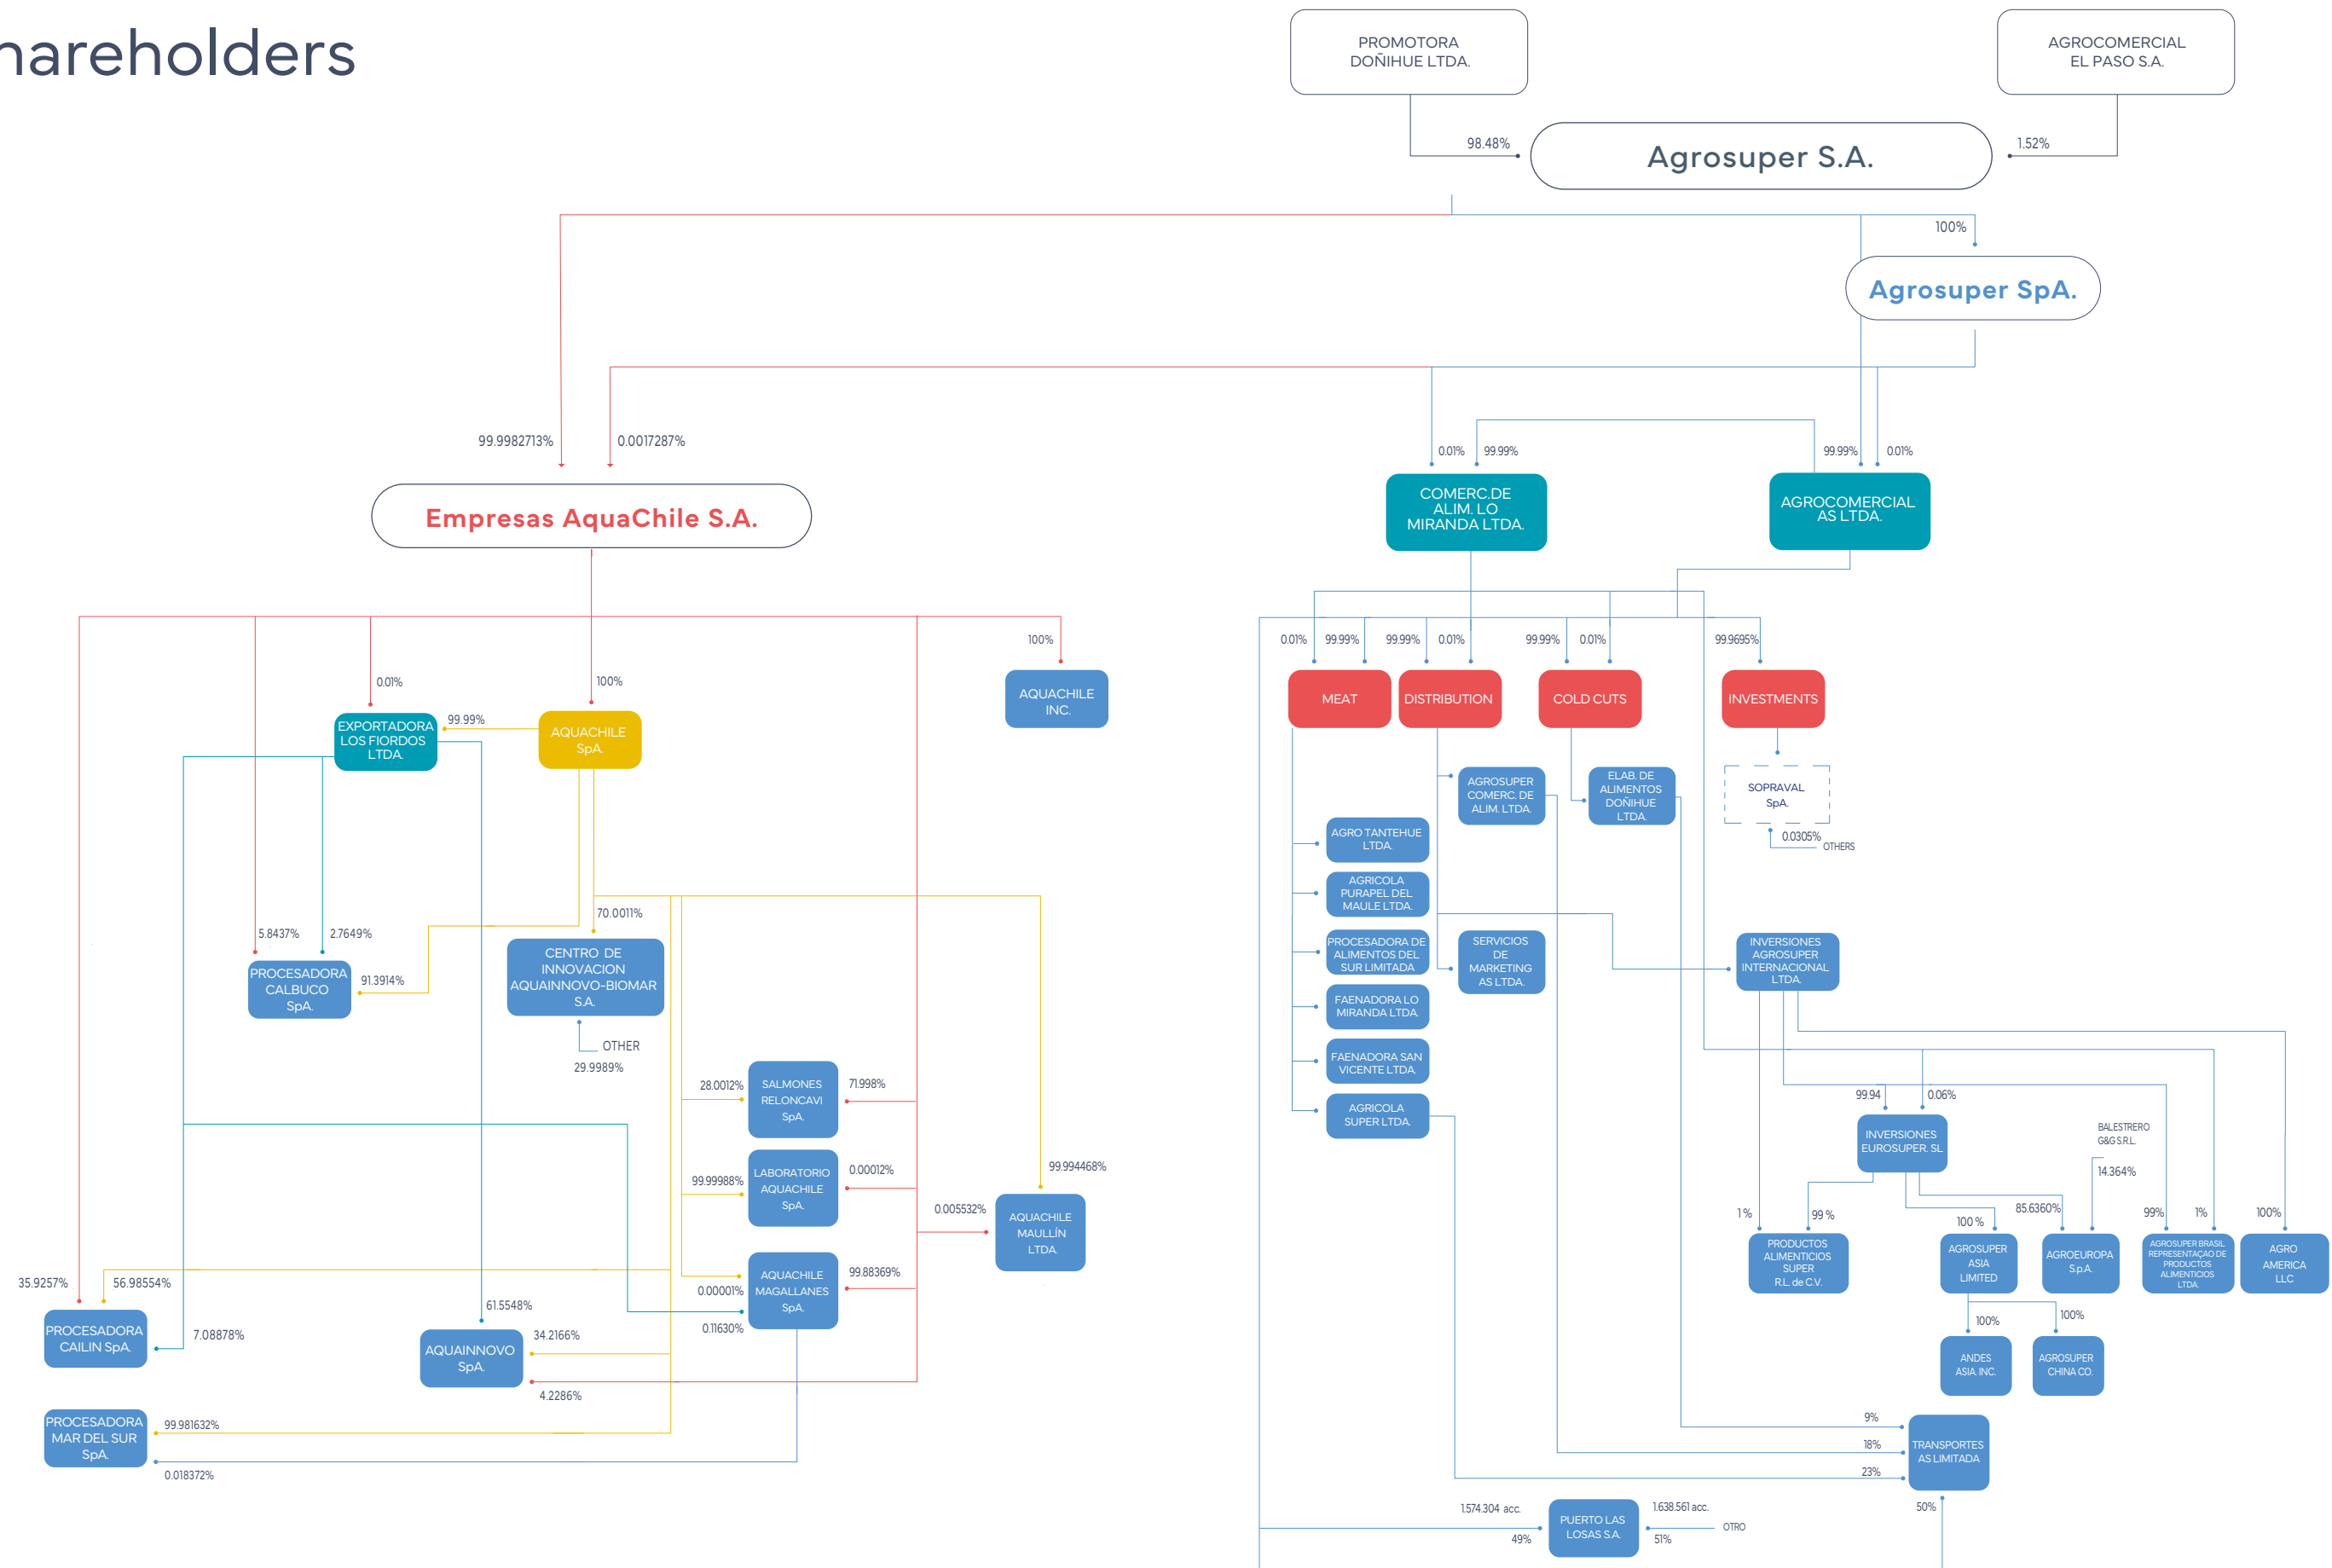 hareholders
PROMOTORA
DOÑIHUE LTDA.
AGROCOMERCIAL
EL PASO S.A.
98.48%
Agrosuper S.A.
1.52%
100%
Agrosuper SpA.
99.9982713%
0.0017287%
0.01%
99.99%
99.99%
0.01%
Empresas AquaChile S.A.
COMERC.DE
ALIM. LO
MIRANDA LTDA.
AGROCOMERCIAL
AS LTDA.
100%
0.01%
99.99%
99.99%
0.01%
99.99%
0.01%
99.9695%
0.01%
100%
AQUACHILE
INC.
MEAT
DISTRIBUTION
COLD CUTS
INVESTMENTS
EXPORTADORA
LOS FIORDOS
LTDA.
99.99%
AQUACHILE
SpA.
AGROSUPER
COMERC. DE
ALIM. LTDA.
ELAB. DE
ALIMENTOS
DOÑIHUE
LTDA.
SOPRAVAL
SpA.
0.0305%
OTHERS
AGRO TANTEHUE
LTDA.
AGRICOLA
PURAPEL DEL
MAULE LTDA.
PROCESADORA DE
ALIMENTOS DEL
SUR LIMITADA
SERVICIOS
DE
MARKETING
AS LTDA.
INVERSIONES
AGROSUPER
INTERNACIONAL
LTDA.
FAENADORA LO
MIRANDA LTDA.
FAENADORA SAN
VICENTE LTDA.
AGRICOLA
SUPER LTDA.
70.0011%
5.8437%
2.7649%
PROCESADORA
CALBUCO
SpA.
91.3914%
CENTRO DE
INNOVACION
AQUAINNOVO-BIOMAR
S.A.
OTHER
29.9989%
28.0012%
SALMONES
RELONCAVI
SpA.
71.998%
99.99988%
LABORATORIO
AQUACHILE
SpA.
0.00012%
99.994468%
0.005532%
AQUACHILE
MAULLÍN
LTDA.
AQUACHILE
MAGALLANES
SpA.
99.88369%
0.00001%
0.11630%
35.9257%
56.98554%
PROCESADORA
CAILIN SpA.
7.08878%
61.5548%
AQUAINNOVO
SpA.
34.2166%
4.2286%
PROCESADORA
MAR DEL SUR
SpA.
99.981632%
0.018372%
99.94
0.06%
INVERSIONES
EUROSUPER. SL
BALESTRERO
G&G S.R.L.
14.364%
1 %
99 %
100 %
85.6360%
99%
1%
100%
PRODUCTOS
ALIMENTICIOS
SUPER
R.L. de C.V.
AGROSUPER
ASIA
LIMITED
AGROEUROPA
S.p.A.
AGROSUPER BRASIL
REPRESENTAÇAO DE
PRODUCTOS
ALIMENTICIOS
LTDA.
AGRO
AMERICA
LLC
100%
100%
ANDES
ASIA. INC.
AGROSUPER
CHINA CO.
9%
18%
23%
TRANSPORTES
AS LIMITADA
50%
1.574.304 acc.
49%
PUERTO LAS
LOSAS S.A.
1.638.561 acc.
51%
OTRO